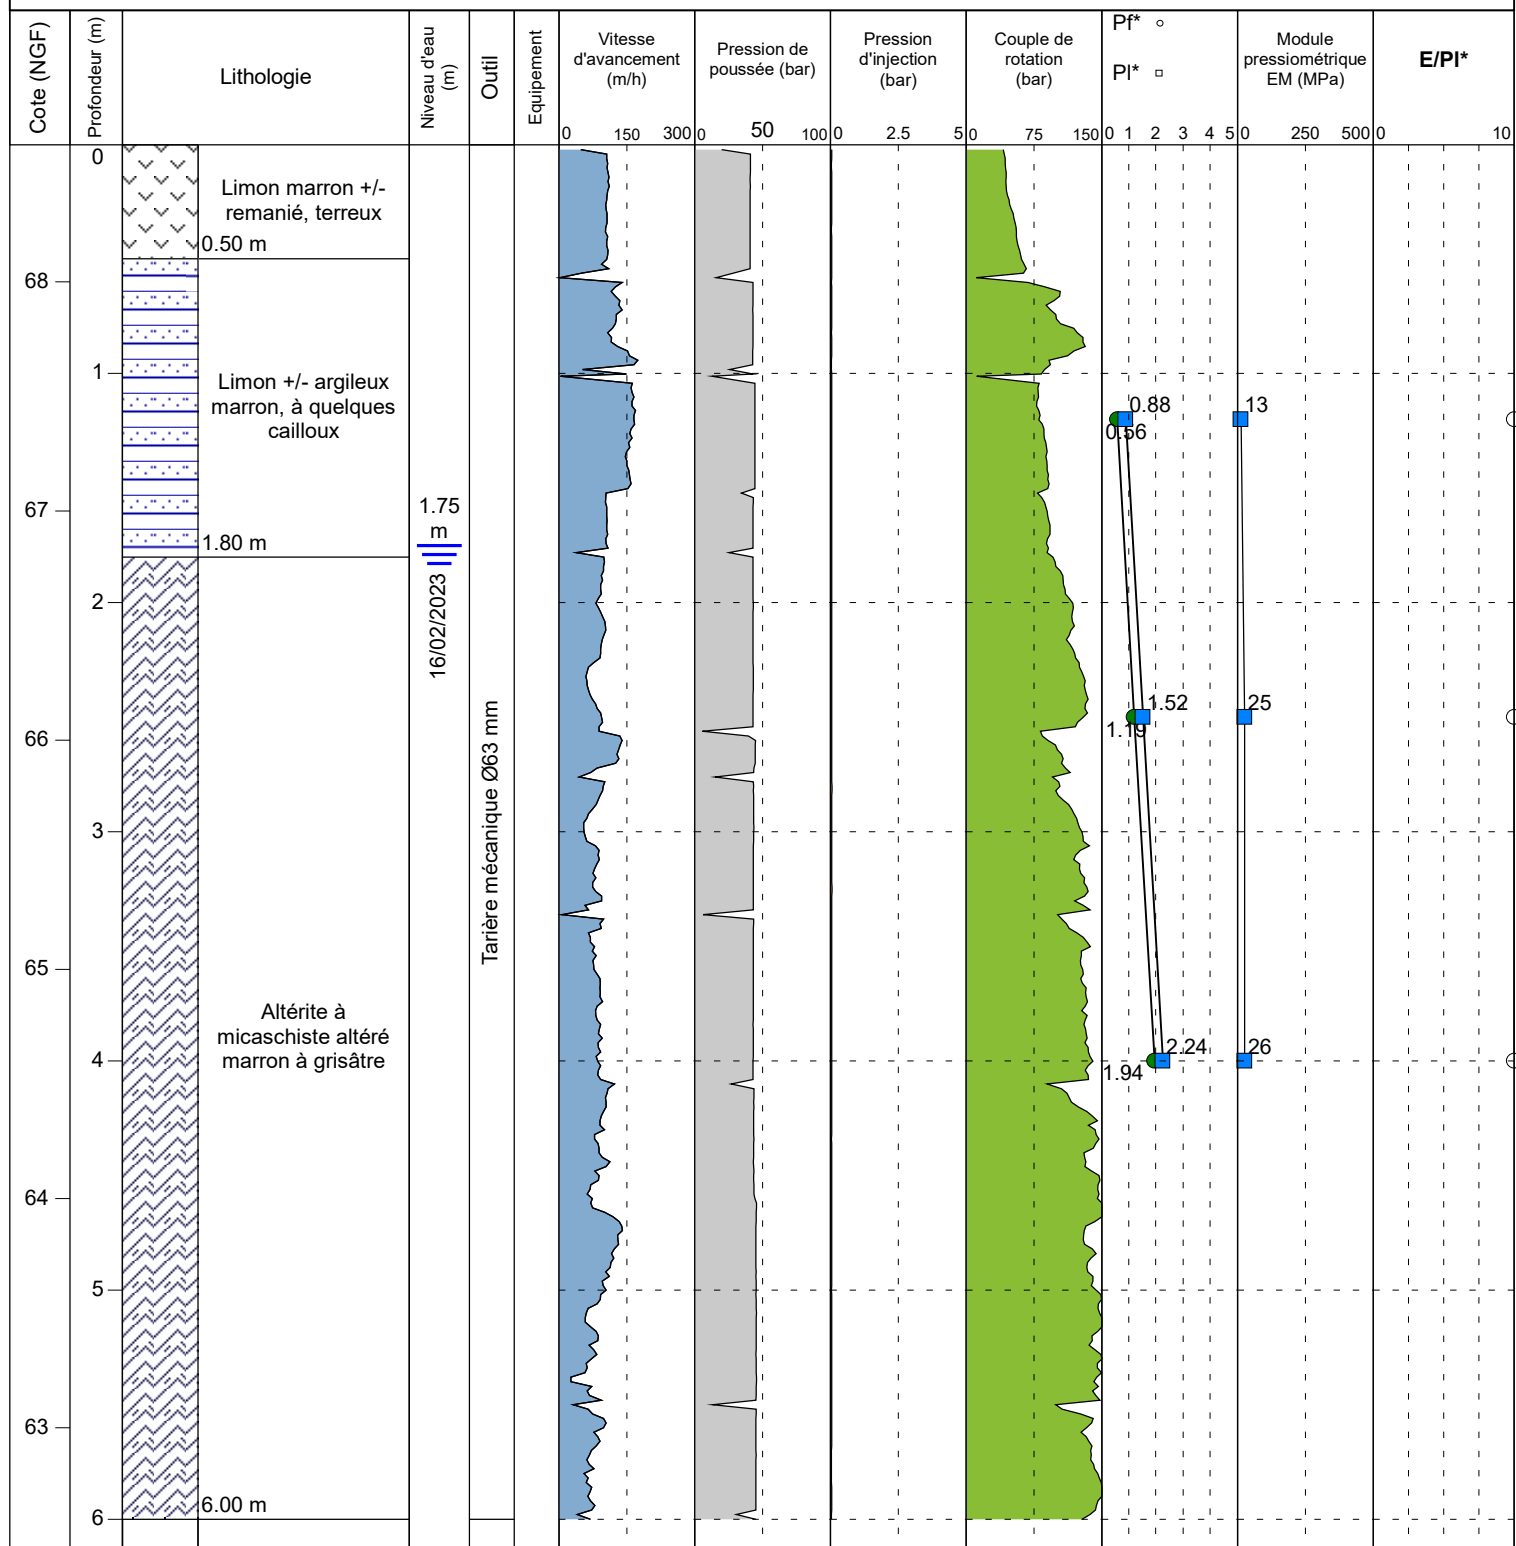 Cote (NGF)
Profondeur (m)
Lithologie
Niveau d'eau
(m)
Outil
Equipement
Vitesse
d'avancement
(m/h)
0 150 300
Pression de
poussée (bar)
0 50 100
Pression
d'injection
(bar)
0 2.5 5
Couple de
rotation
(bar)
0 75 150
Pf*
Pl*
0 1 2 3 4 5
Module
pressiométrique
EM (MPa)
0 250 500
E/Pl*
0 10
0
Limon marron +/-
remanié, terreux
0.50 m
68
1
Limon +/- argileux
marron, à quelques
cailloux
0.88
0.56
13
67
1.75
m
1.80 m
16/02/2023
2
Tarière mécanique Ø63 mm
1.52
1.19
25
66
3
65
Altérite à
micaschiste altéré
marron à grisâtre
4
2.24
1.94
26
64
5
63
6.00 m
6